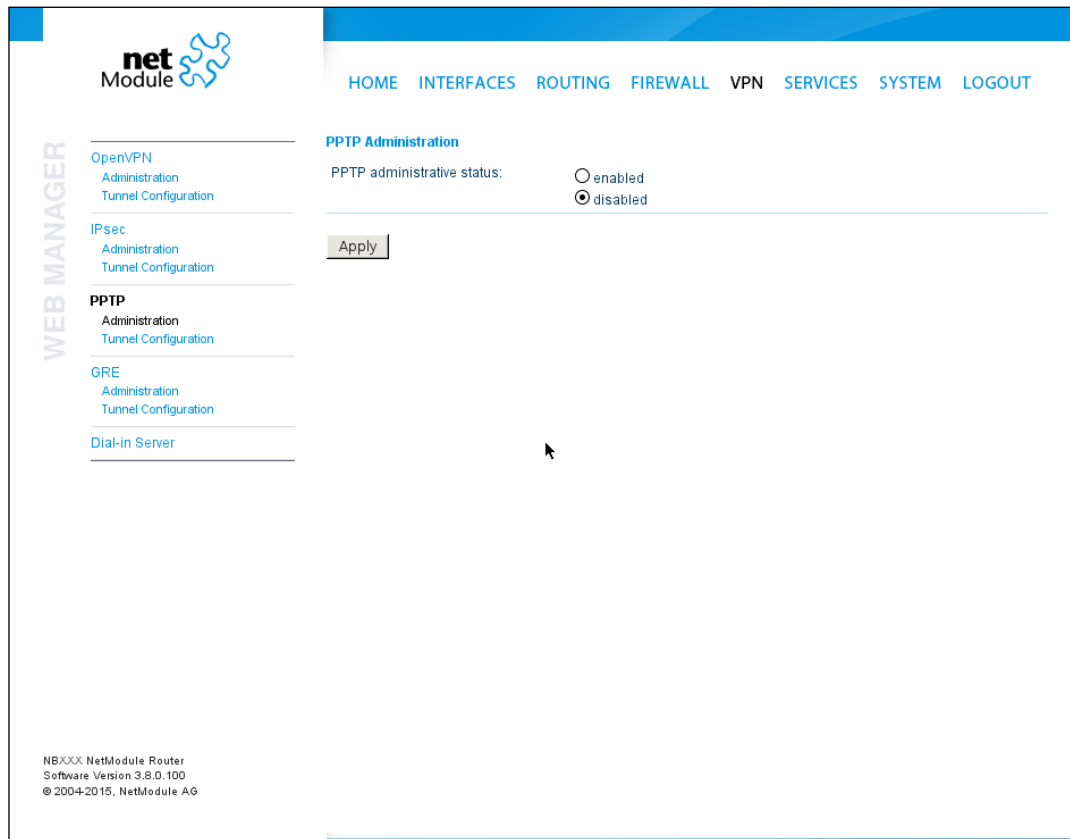 net
Module
HOME INTERFACES ROUTING FIREWALL VPN SERVICES SYSTEM LOGOUT
WEB MANAGER
OpenVPN
Administration
Tunnel Configuration
IPsec
Administration
Tunnel Configuration
PPTP
Administration
Tunnel Configuration
GRE
Administration
Tunnel Configuration
Dial-in Server
PPTP Administration
PPTP administrative status:
enabled
disabled
Apply
NBXXX NetModule Router
Software Version 3.8.0.100
© 2004-2015, NetModule AG